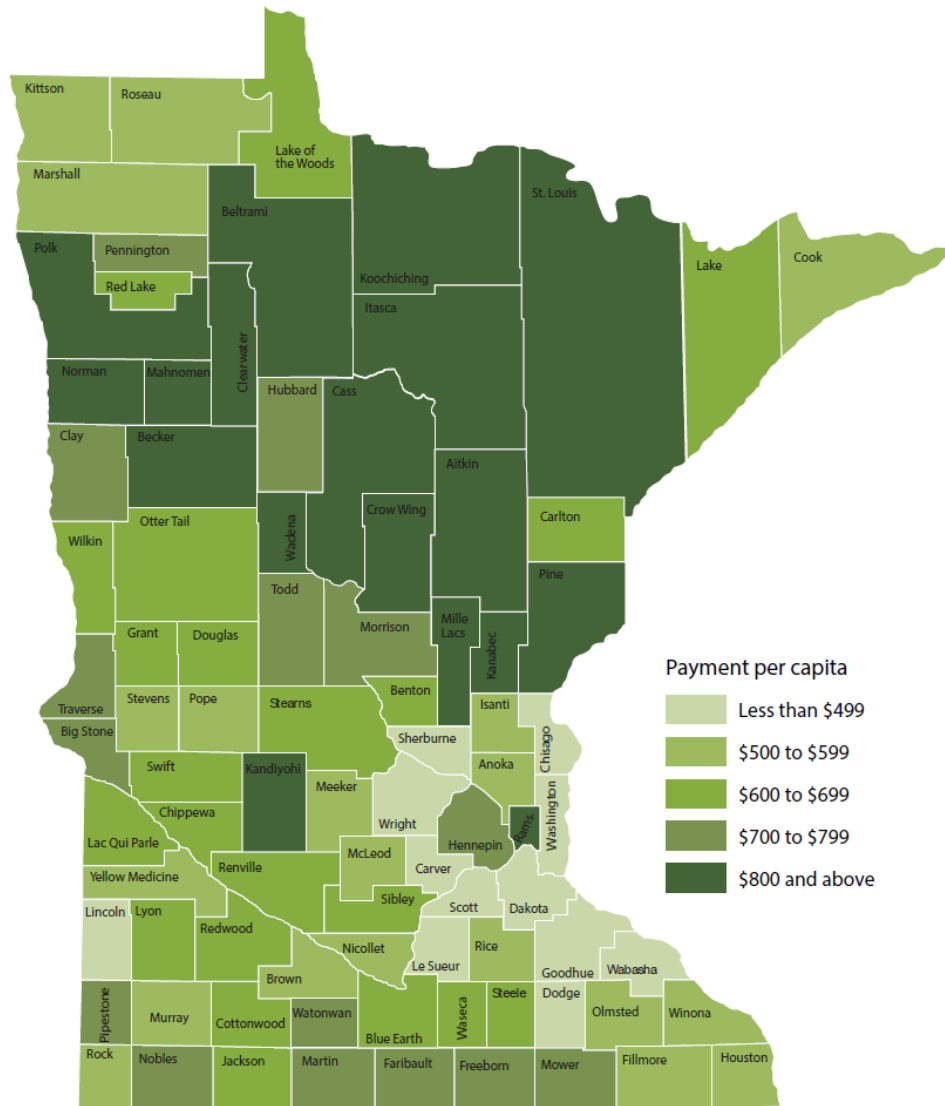 Kittson
Roseau
Lake of
the Woods
Marshall
Beltrami
St. Louis
Polk
Pennington
Koochiching
Lake
Cook
Red Lake
Itasca
Clearwater
Norman
Mahnomen
Hubbard
Cass
Clay
Becker
Aitkin
Crow Wing
Otter Tail
Wadena
Carlton
Wilkin
Pine
Todd
Morrison
Mille
Lacs
Kanabec
Grant
Douglas
Benton
Traverse
Stevens
Pope
Stearns
Isanti
Chisago
Big Stone
Sherburne
Swift
Kandiyohi
Anoka
Meeker
Washington
Chippewa
Wright
Rams.
Lac Qui Parle
Hennepin
McLeod
Renville
Carver
Yellow Medicine
Sibley
Scott
Dakota
Lincoln
Lyon
Redwood
Nicollet
Le Sueur
Rice
Goodhue
Wabasha
Brown
Pipestone
Murray
Cottonwood
Watonwan
Blue Earth
Waseca
Steele
Dodge
Olmsted
Winona
Rock
Nobles
Jackson
Martin
Faribault
Freeborn
Mower
Fillmore
Houston
Payment per capita
Less than $499
$500 to $599
$600 to $699
$700 to $799
$800 and above